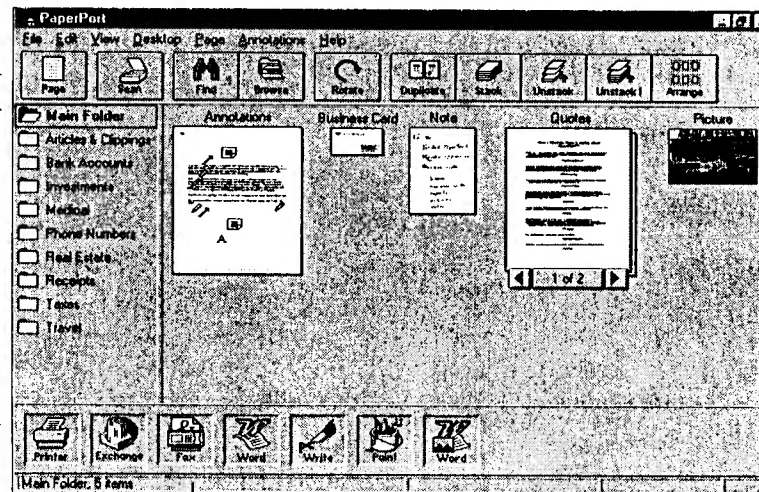 PaperPort
File Edit View Desktop Page Annotations Help
Page Scan Find Browse Rotate Duplicate Stack Unstack Unstack! Arrange
Main Folder
Articles & Clippings
Bank Accounts
Investments
Medical
Phone Numbers
Real Estate
Receipts
Taxes
Travel
Annotations Business Card Note Quotes Picture
A
1 of 2
Printer Exchange Fax Word Write Paint Word
Main Folder, 5 items